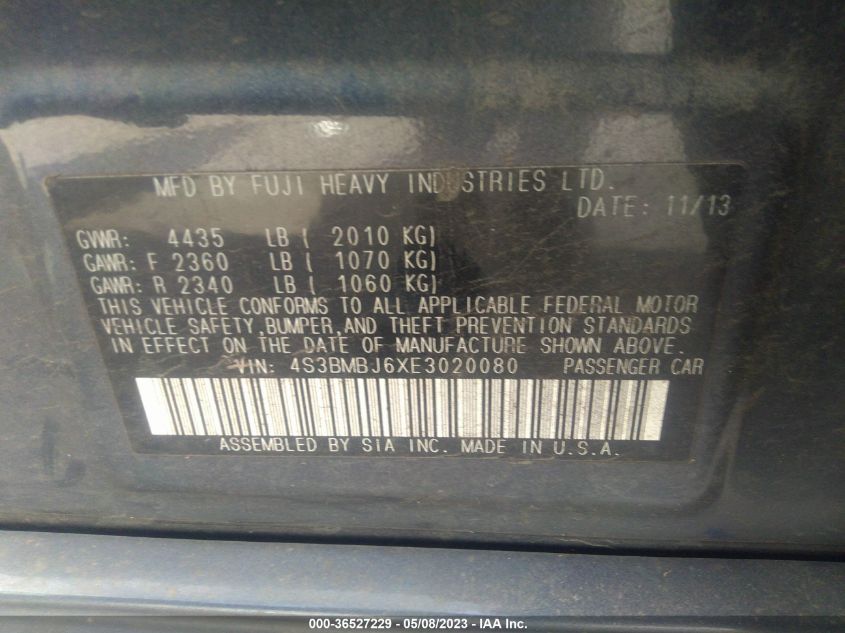 MFD BY FUJI HEAVY INDUSTRIES LTD.
DATE: 11/13
GVWR: 4435 LB ( 2010 KG)
GAWR: F 2360 LB ( 1070 KG)
GAWR: R 2340 LB ( 1060 KG)
THIS VEHICLE CONFORMS TO ALL APPLICABLE FEDERAL MOTOR
VEHICLE SAFETY,BUMPER,AND THEFT PREVENTION STANDARDS
IN EFFECT ON THE DATE OF MANUFACTURE SHOWN ABOVE.
VIN: 4S3BMBJ6XE3020080 PASSENGER CAR
ASSEMBLED BY SIA INC. MADE IN U.S.A.
000-36527229 - 05/08/2023 - IAA Inc.